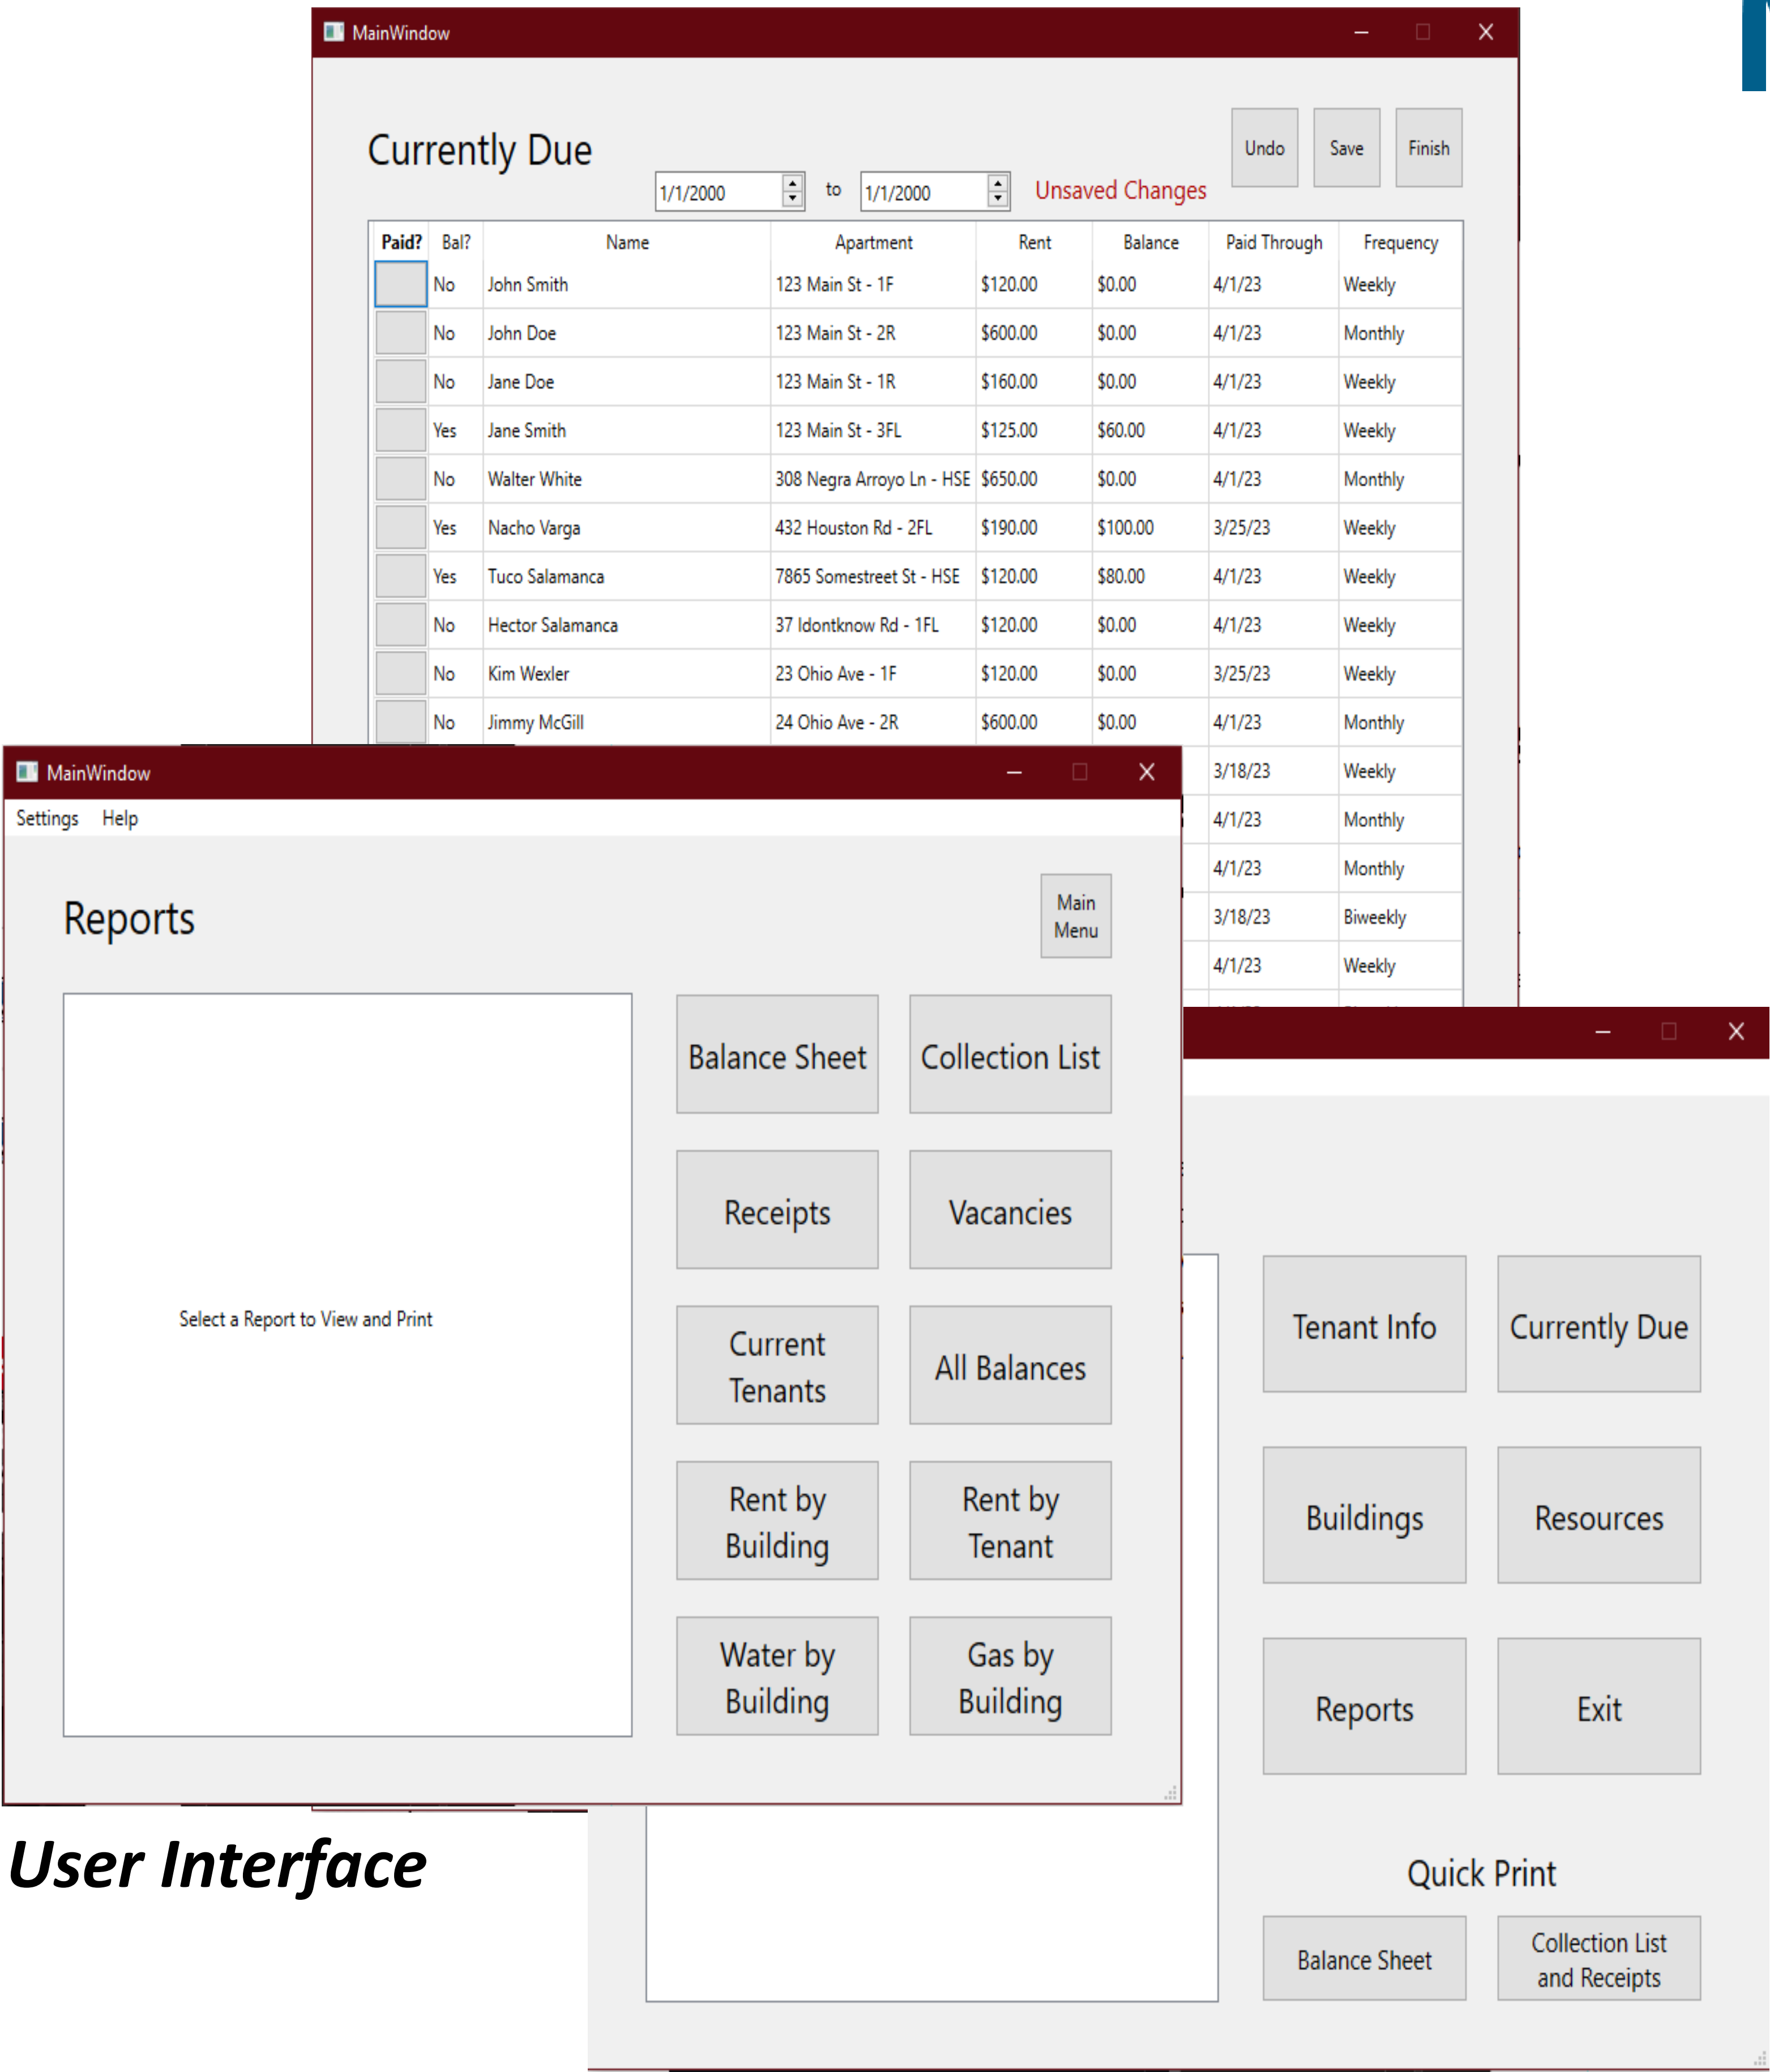 MainWindow
Currently Due
Undo Save Finish
1/1/2000 to 1/1/2000 Unsaved Changes
Paid? Bal? Name Apartment Rent Balance Paid Through Frequency
No John Smith 123 Main St - 1F $120.00 $0.00 4/1/23 Weekly
No John Doe 123 Main St - 2R $600.00 $0.00 4/1/23 Monthly
No Jane Doe 123 Main St - 1R $160.00 $0.00 4/1/23 Weekly
Yes Jane Smith 123 Main St - 3FL $125.00 $60.00 4/1/23 Weekly
No Walter White 308 Negra Arroyo Ln - HSE $650.00 $0.00 4/1/23 Monthly
Yes Nacho Varga 432 Houston Rd - 2FL $190.00 $100.00 3/25/23 Weekly
Yes Tuco Salamanca 7865 Somestreet St - HSE $120.00 $80.00 4/1/23 Weekly
No Hector Salamanca 37 Idontknow Rd - 1FL $120.00 $0.00 4/1/23 Weekly
No Kim Wexler 23 Ohio Ave - 1F $120.00 $0.00 3/25/23 Weekly
No Jimmy McGill 24 Ohio Ave - 2R $600.00 $0.00 4/1/23 Monthly
3/18/23 Weekly
4/1/23 Monthly
4/1/23 Monthly
3/18/23 Biweekly
4/1/23 Weekly
MainWindow
Settings Help
Reports
Main
Menu
Select a Report to View and Print
Balance Sheet
Collection List
Receipts
Vacancies
Current
Tenants
All Balances
Rent by
Building
Rent by
Tenant
Water by
Building
Gas by
Building
Tenant Info
Currently Due
Buildings
Resources
Reports
Exit
Quick Print
Balance Sheet
Collection List
and Receipts
User Interface